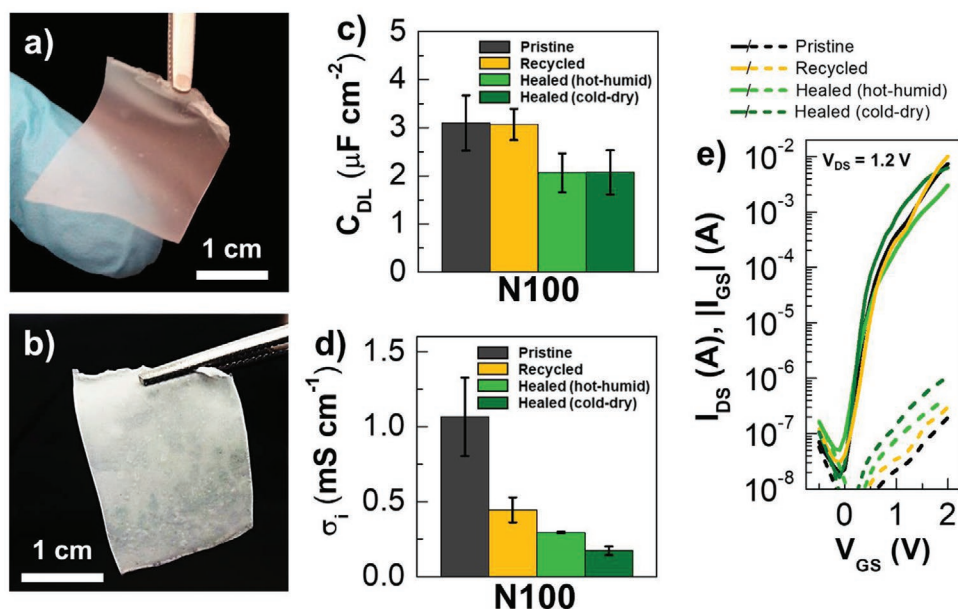 a)
1 cm
b)
1 cm
c)
C_DL (μF cm⁻²)
6
5
4
3
2
1
0
Pristine
Recycled
Healed (hot-humid)
Healed (cold-dry)
N100
d)
σ_i (mS cm⁻¹)
1.5
1.0
0.5
0.0
Pristine
Recycled
Healed (hot-humid)
Healed (cold-dry)
N100
Pristine
Recycled
Healed (hot-humid)
Healed (cold-dry)
e)
V_DS = 1.2 V
I_DS (A), |I_GS| (A)
10⁻²
10⁻³
10⁻⁴
10⁻⁵
10⁻⁶
10⁻⁷
10⁻⁸
0 1 2
V_GS (V)